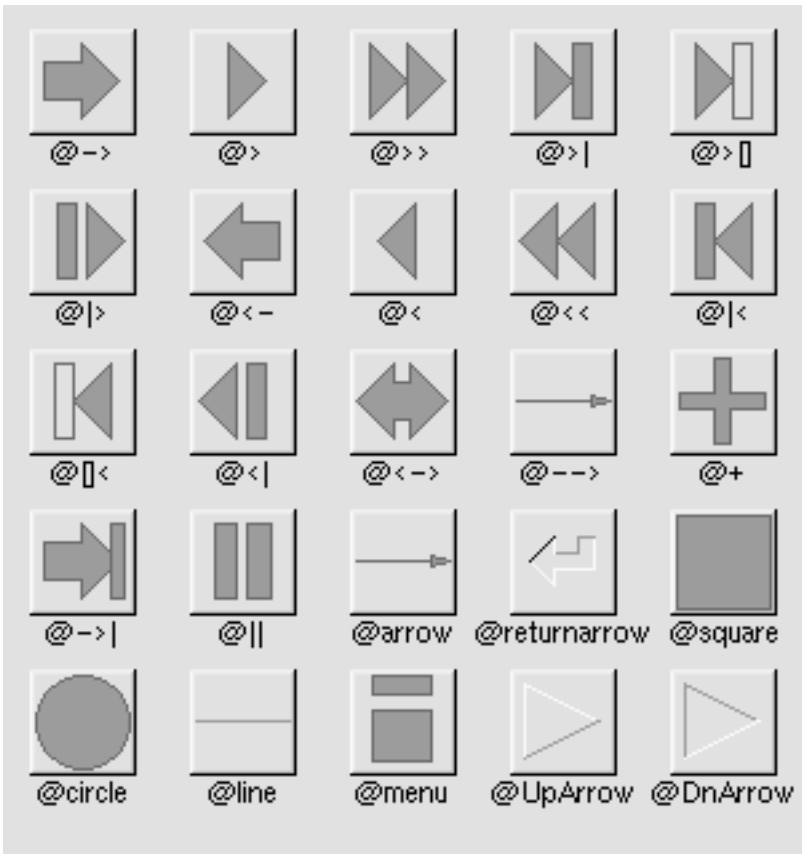 @-> @> @>> @>| @>[]
@|> @<- @< @<< @|<
@[]< @<| @<-> @--> @+
@->| @|| @arrow @returnarrow @square
@circle @line @menu @UpArrow @DnArrow